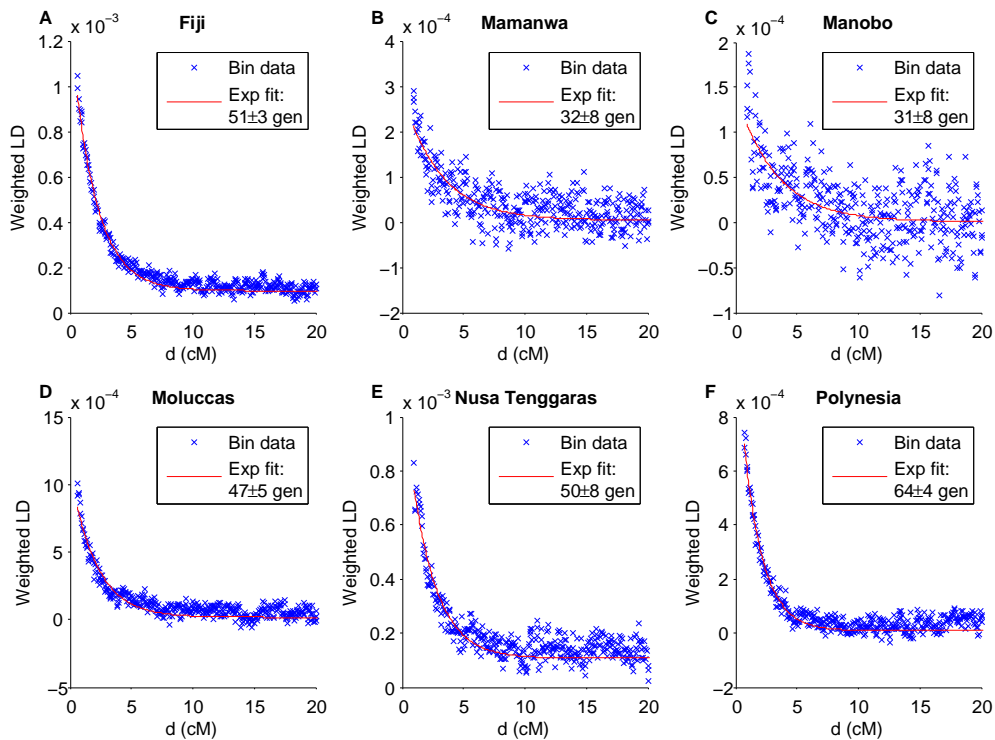 A
Fiji
x 10⁻³
1.2
1
0.8
0.6
0.4
0.2
0
0
5
10
15
20
Weighted LD
d (cM)
Bin data
Exp fit:
51±3 gen
B
Mamanwa
x 10⁻⁴
4
2
0
−2
0
5
10
15
20
Weighted LD
d (cM)
Bin data
Exp fit:
32±8 gen
C
Manobo
x 10⁻⁴
2
1.5
1
0.5
0
−0.5
−1
0
5
10
15
20
Weighted LD
d (cM)
Bin data
Exp fit:
31±8 gen
D
Moluccas
x 10⁻⁴
15
10
5
0
−5
0
5
10
15
20
Weighted LD
d (cM)
Bin data
Exp fit:
47±5 gen
E
Nusa Tenggaras
x 10⁻³
1
0.8
0.6
0.4
0.2
0
0
5
10
15
20
Weighted LD
d (cM)
Bin data
Exp fit:
50±8 gen
F
Polynesia
x 10⁻⁴
8
6
4
2
0
−2
0
5
10
15
20
Weighted LD
d (cM)
Bin data
Exp fit:
64±4 gen